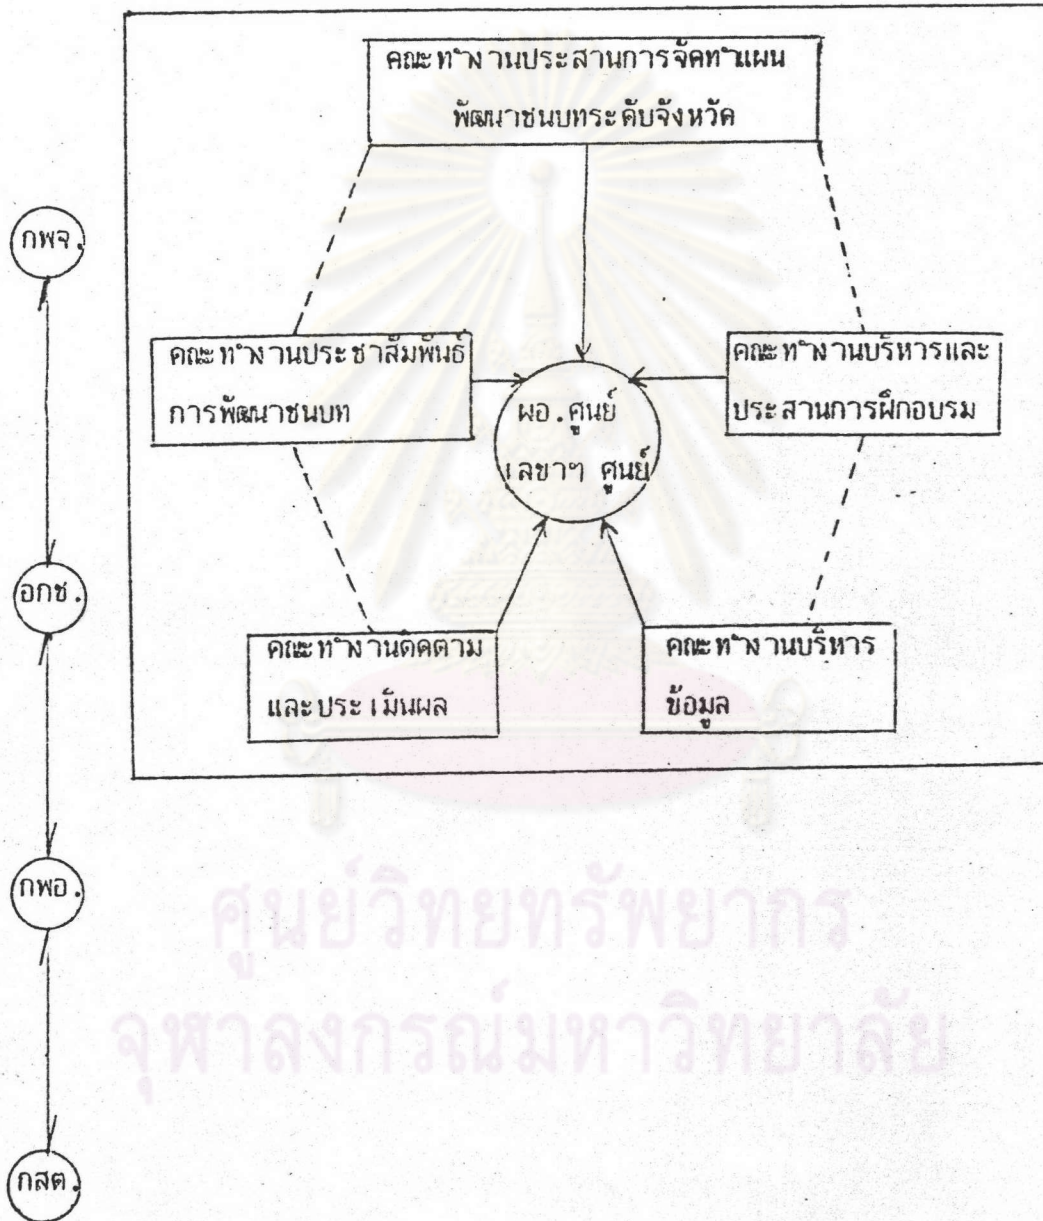 คณะทำงานประสานการจัดทำแผน
พัฒนาชนบทระดับจังหวัด
กพจ.
คณะทำงานประชาสัมพันธ์
การพัฒนาชนบท
คณะทำงานบริหารและ
ประสานการฝึกอบรม
ผอ.ศูนย์
เลขาฯ ศูนย์
อกช.
คณะทำงานติดตาม
และประเมินผล
คณะทำงานบริหาร
ข้อมูล
กพอ.
ศูนย์วิทยทรัพยากร
จุฬาลงกรณ์มหาวิทยาลัย
กสต.